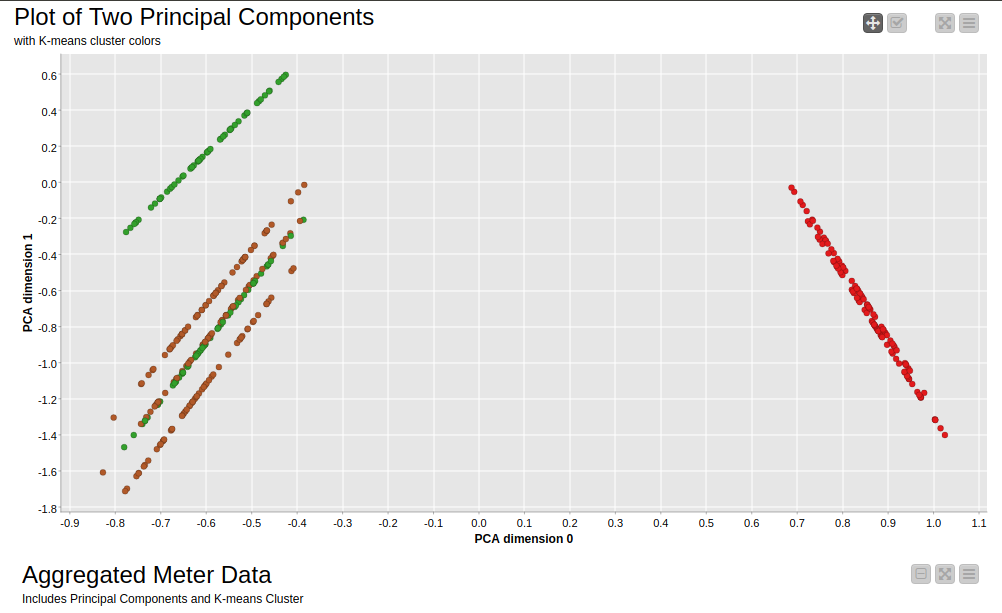 Plot of Two Principal Components
with K-means cluster colors
0.6
0.4
0.2
0.0
-0.2
-0.4
-0.6
-0.8
-1.0
-1.2
-1.4
-1.6
-1.8
PCA dimension 1
-0.9 -0.8 -0.7 -0.6 -0.5 -0.4 -0.3 -0.2 -0.1 0.0 0.1 0.2 0.3 0.4 0.5 0.6 0.7 0.8 0.9 1.0 1.1
PCA dimension 0
Aggregated Meter Data
Includes Principal Components and K-means Cluster